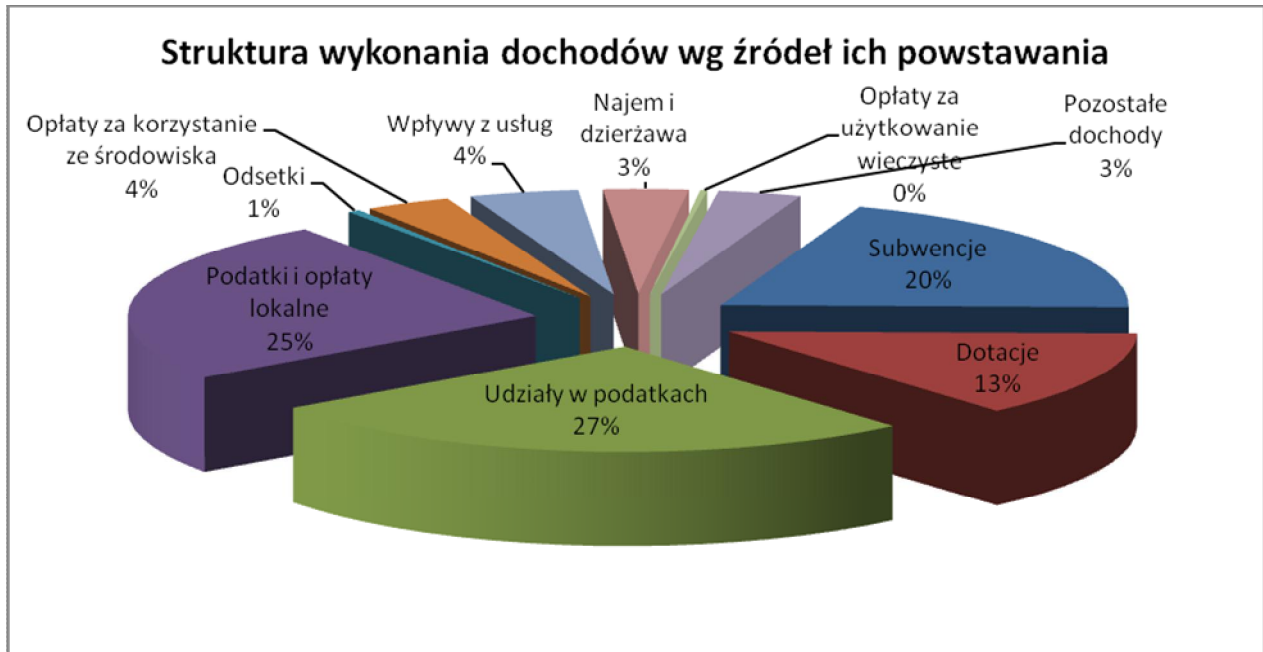 Struktura wykonania dochodów wg źródeł ich powstawania
Opłaty za korzystanie
ze środowiska
4%
Odsetki
1%
Wpływy z usług
4%
Najem i
dzierżawa
3%
Opłaty za
użytkowanie
wieczyste
0%
Pozostałe
dochody
3%
Subwencje
20%
Dotacje
13%
Udziały w podatkach
27%
Podatki i opłaty
lokalne
25%